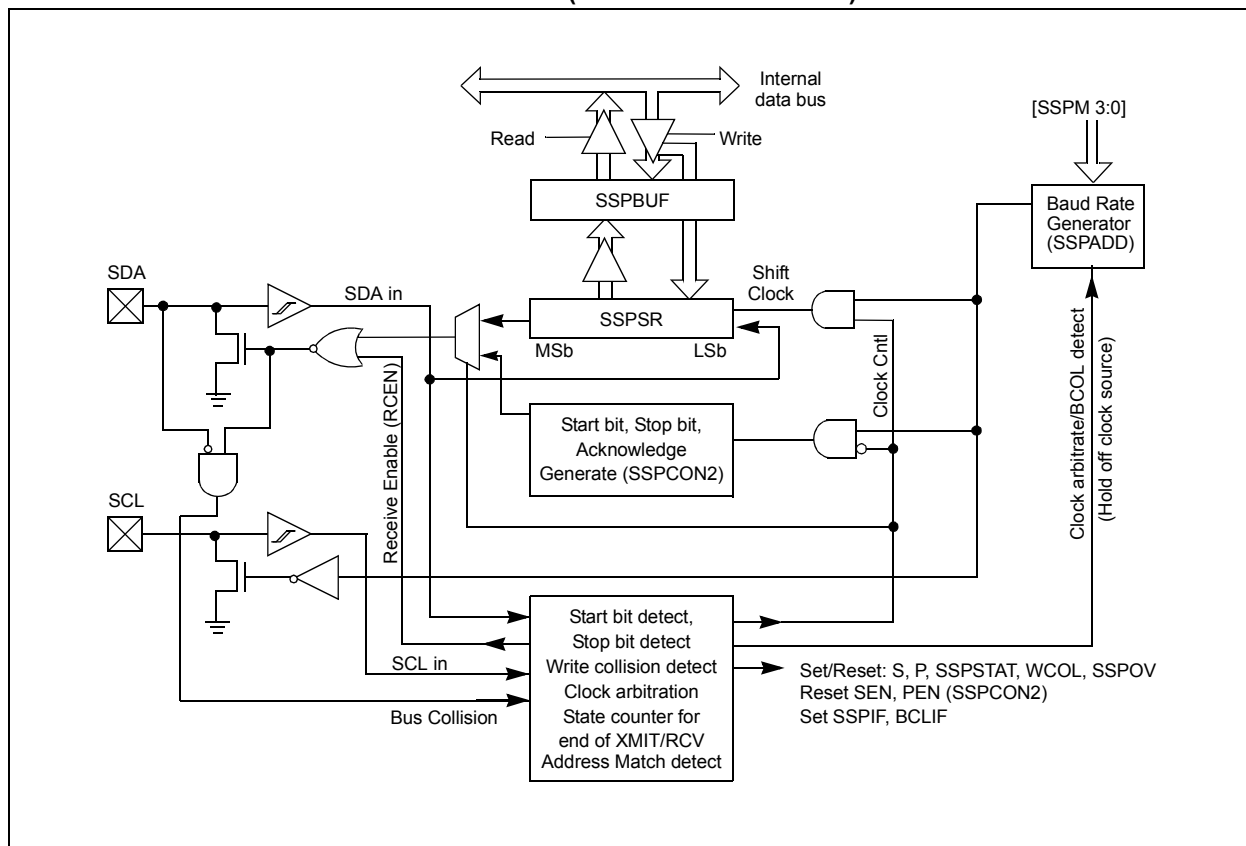 Internal
data bus
[SSPM 3:0]
Read
Write
SSPBUF
Baud Rate
Generator
(SSPADD)
SDA
SDA in
Shift
Clock
SSPSR
MSb
LSb
Receive Enable (RCEN)
Start bit, Stop bit,
Acknowledge
Generate (SSPCON2)
Clock Cntl
Clock arbitrate/BCOL detect
(Hold off clock source)
SCL
SCL in
Bus Collision
Start bit detect,
Stop bit detect
Write collision detect
Clock arbitration
State counter for
end of XMIT/RCV
Address Match detect
Set/Reset: S, P, SSPSTAT, WCOL, SSPOV
Reset SEN, PEN (SSPCON2)
Set SSPIF, BCLIF